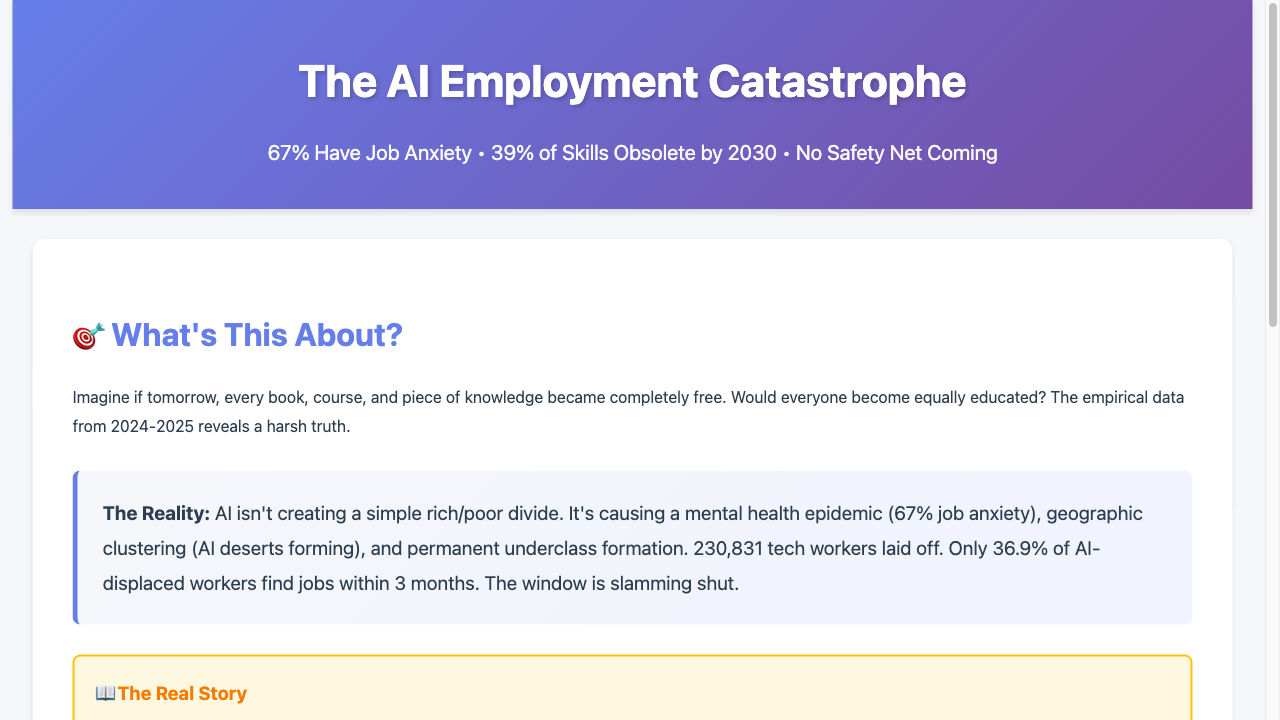 The AI Employment Catastrophe
67% Have Job Anxiety • 39% of Skills Obsolete by 2030 • No Safety Net Coming
🎯 What's This About?
Imagine if tomorrow, every book, course, and piece of knowledge became completely free. Would everyone become equally educated? The empirical data
from 2024-2025 reveals a harsh truth.
The Reality: AI isn't creating a simple rich/poor divide. It's causing a mental health epidemic (67% job anxiety), geographic
clustering (AI deserts forming), and permanent underclass formation. 230,831 tech workers laid off. Only 36.9% of AI-
displaced workers find jobs within 3 months. The window is slamming shut.
📖The Real Story